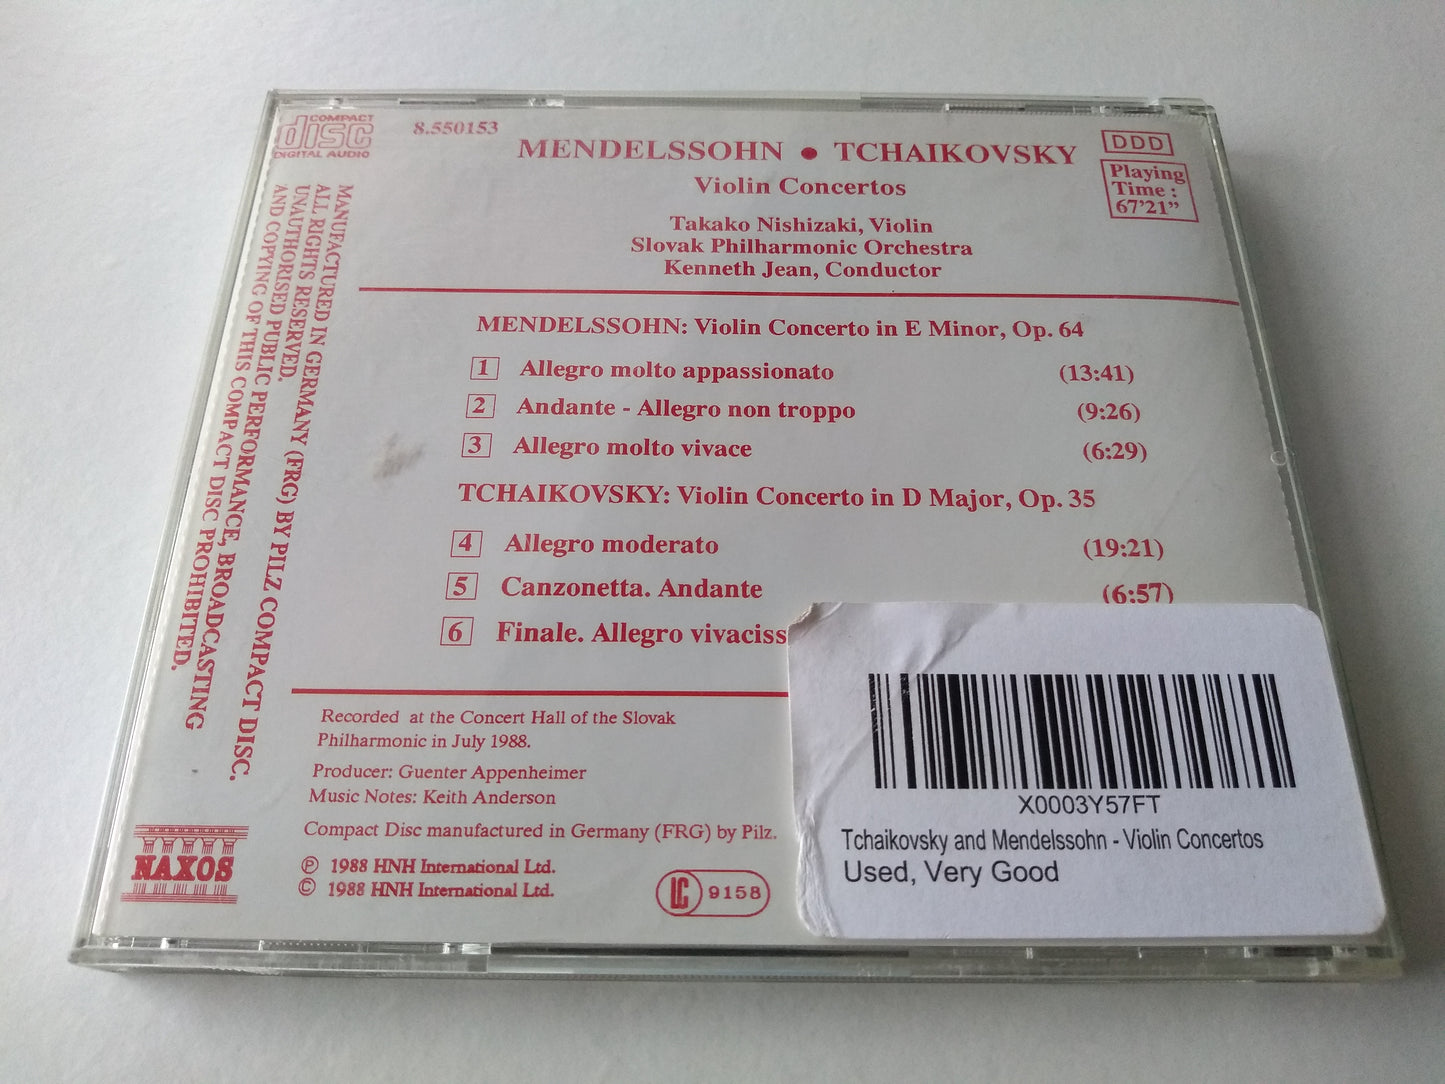 COMPACT
disc
DIGITAL AUDIO
8.550153
MENDELSSOHN • TCHAIKOVSKY
Violin Concertos
DDD
Playing
Time :
67'21"
Takako Nishizaki, Violin
Slovak Philharmonic Orchestra
Kenneth Jean, Conductor
MENDELSSOHN: Violin Concerto in E Minor, Op. 64
1 Allegro molto appassionato (13:41)
2 Andante - Allegro non troppo (9:26)
3 Allegro molto vivace (6:29)
TCHAIKOVSKY: Violin Concerto in D Major, Op. 35
4 Allegro moderato (19:21)
5 Canzonetta. Andante (6:57)
6 Finale. Allegro vivaciss
Recorded at the Concert Hall of the Slovak
Philharmonic in July 1988.
Producer: Guenter Appenheimer
Music Notes: Keith Anderson
Compact Disc manufactured in Germany (FRG) by Pilz.
℗ 1988 HNH International Ltd.
© 1988 HNH International Ltd.
LC 9158
NAXOS
MANUFACTURED IN GERMANY (FRG) BY PILZ COMPACT DISC.
ALL RIGHTS RESERVED.
UNAUTHORISED PUBLIC PERFORMANCE, BROADCASTING
AND COPYING OF THIS COMPACT DISC PROHIBITED.
X0003Y57FT
Tchaikovsky and Mendelssohn - Violin Concertos
Used, Very Good